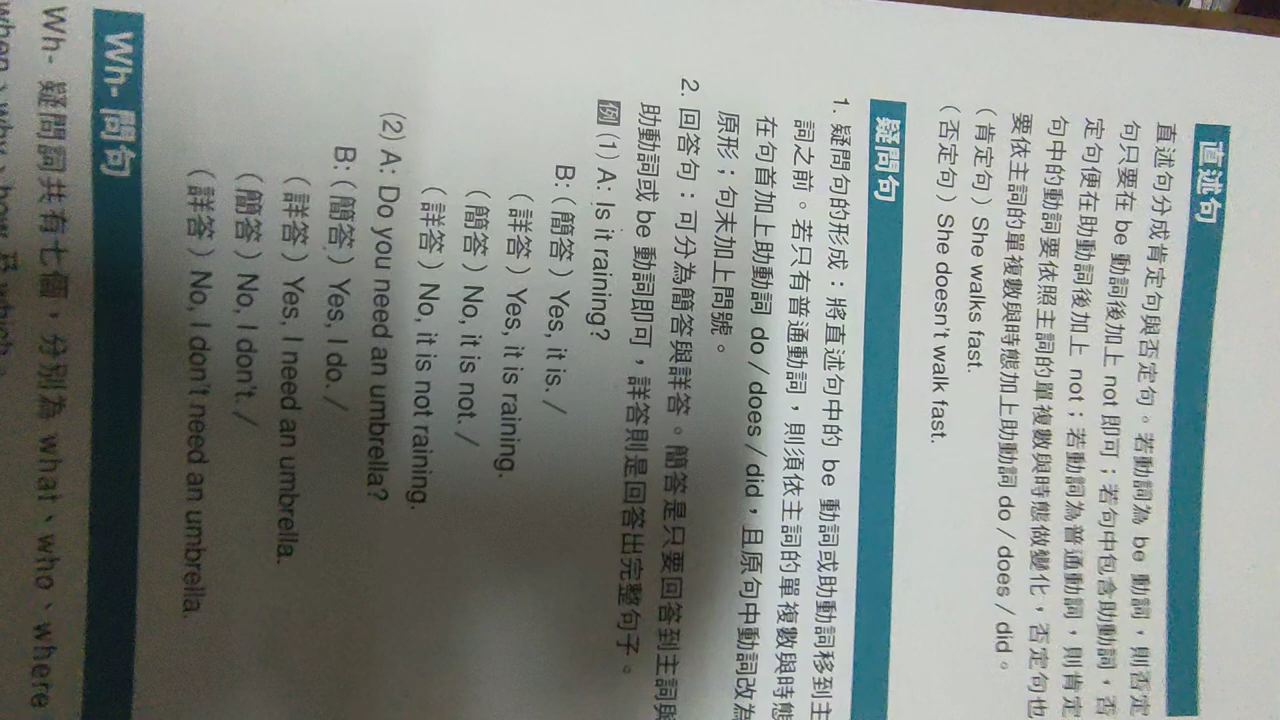 直述句
直述句分成肯定句與否定句。若動詞為 be 動詞，則否定
句只要在 be 動詞後加上 not 即可；若句中包含助動詞，否
定句便在助動詞後加上 not；若動詞為普通動詞，則肯定
句中的動詞要依照主詞的單複數與時態做變化，否定句也
要依主詞的單複數與時態加上助動詞 do / does / did。
（肯定句）She walks fast.
（否定句）She doesn't walk fast.
疑問句
1. 疑問句的形成：將直述句中的 be 動詞或助動詞移到主
詞之前。若只有普通動詞，則須依主詞的單複數與時態
在句首加上助動詞 do / does / did，且原句中動詞改為
原形；句末加上問號。
2. 回答句：可分為簡答與詳答。簡答是只要回答到主詞與
助動詞或 be 動詞即可，詳答則是回答出完整句子。
例 (1) A: Is it raining?
B:（簡答）Yes, it is. /
（詳答）Yes, it is raining.
（簡答）No, it is not. /
（詳答）No, it is not raining.
(2) A: Do you need an umbrella?
B:（簡答）Yes, I do. /
（詳答）Yes, I need an umbrella.
（簡答）No, I don't. /
（詳答）No, I don't need an umbrella.
Wh- 問句
Wh- 疑問詞共有七個，分別為 what、who、where
when、why、how 及 which。